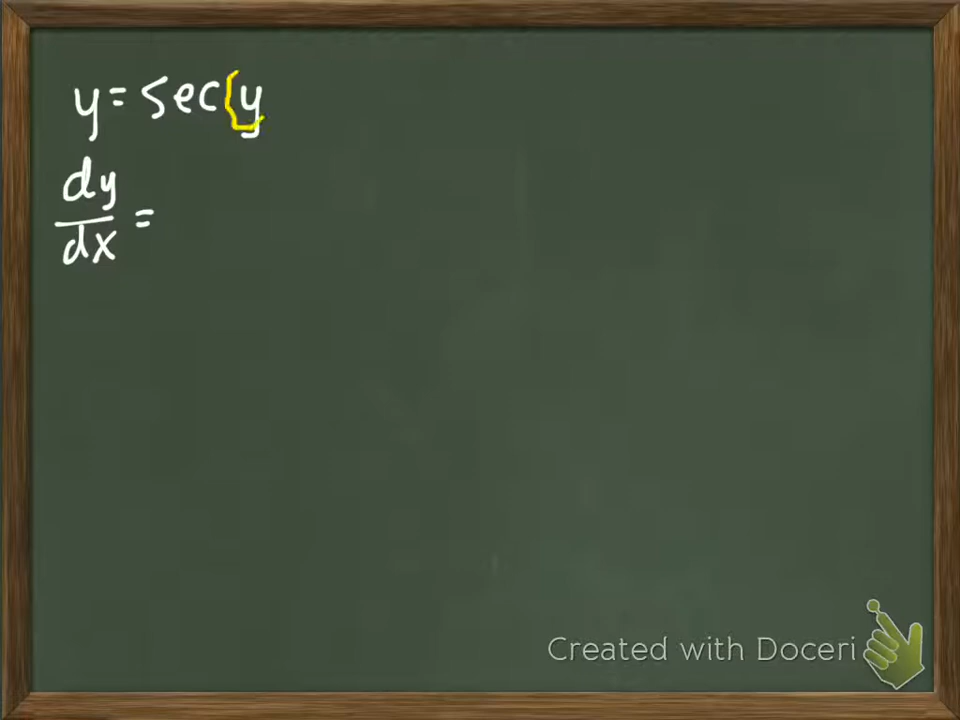 y = sec y
dy
dx =
Created with Doceri